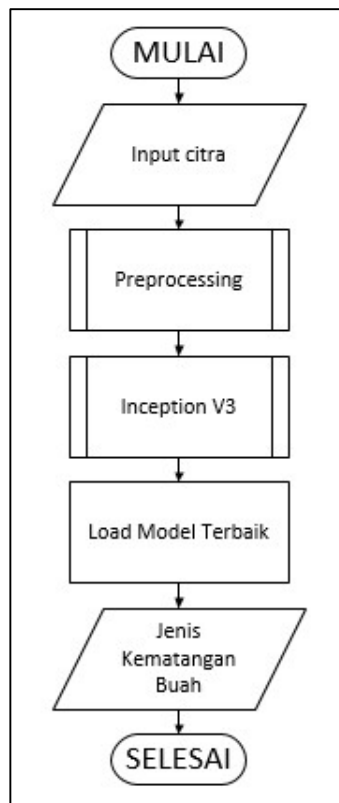 MULAI
Input citra
Preprocessing
Inception V3
Load Model Terbaik
Jenis
Kematangan
Buah
SELESAI